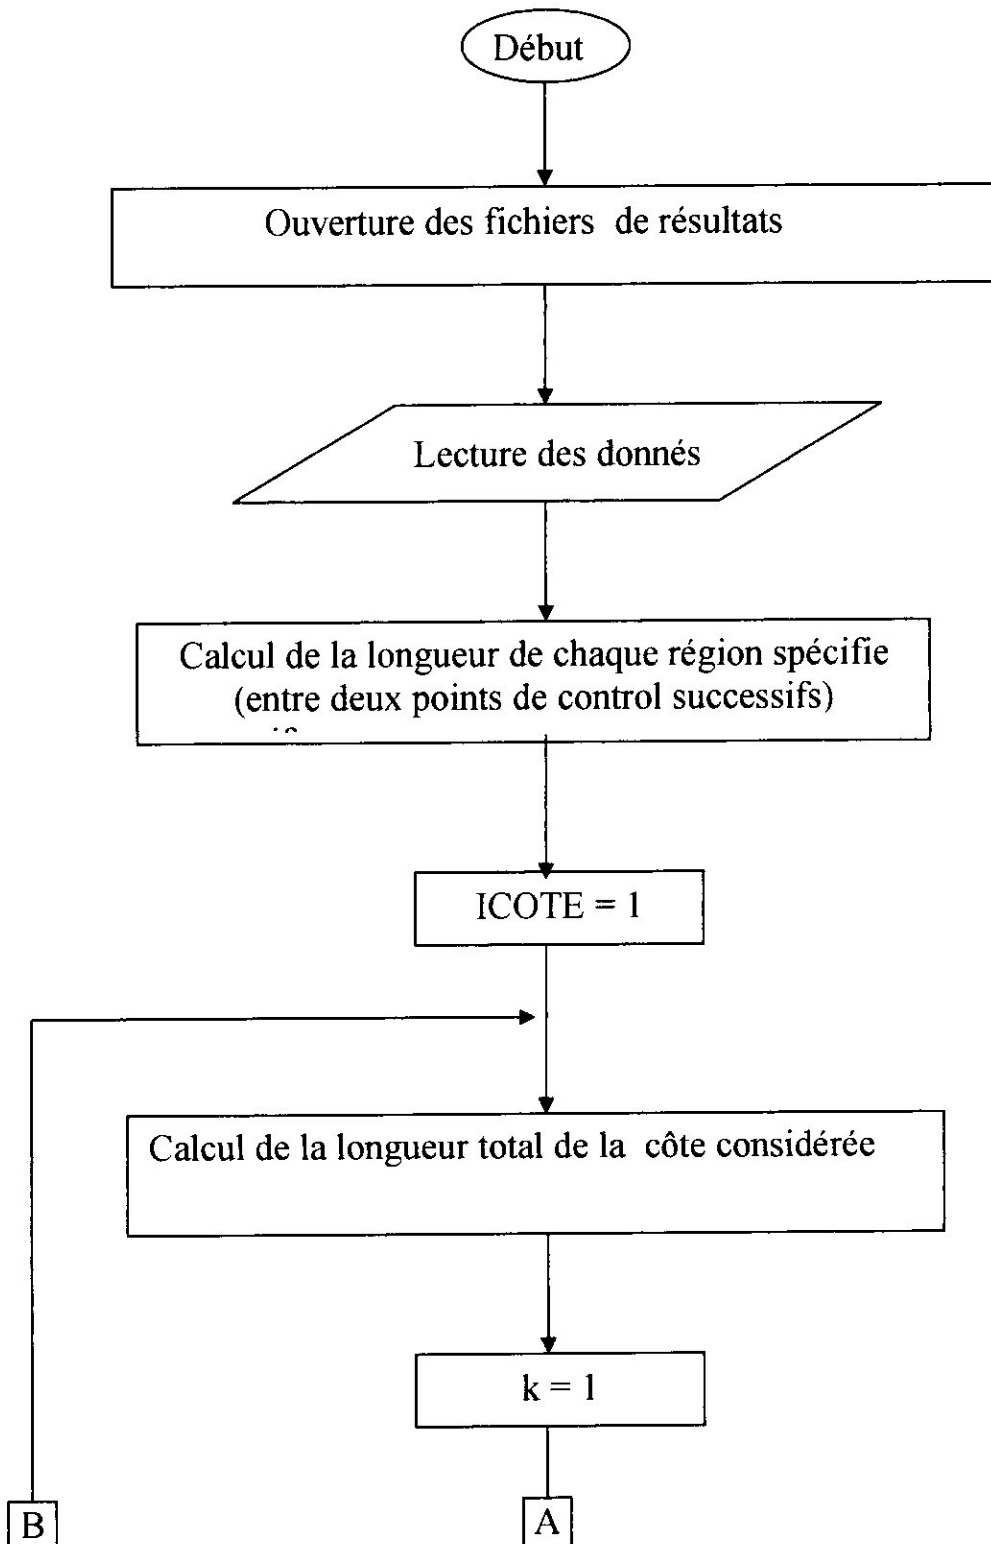 Début
Ouverture des fichiers de résultats
Lecture des donnés
Calcul de la longueur de chaque région spécifie
(entre deux points de control successifs)
ICOTE = 1
Calcul de la longueur total de la côte considérée
k = 1
B
A